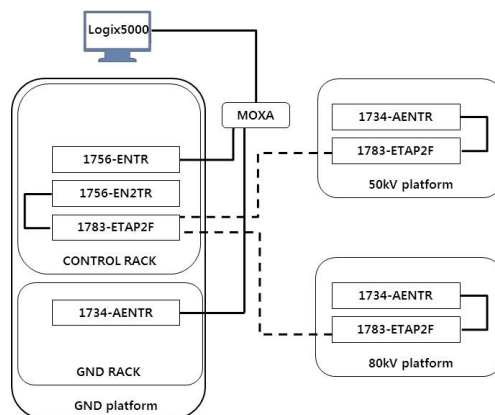 Logix5000
MOXA
1756-ENTR
1756-EN2TR
1783-ETAP2F
CONTROL RACK
1734-AENTR
GND RACK
GND platform
1734-AENTR
1783-ETAP2F
50kV platform
1734-AENTR
1783-ETAP2F
80kV platform